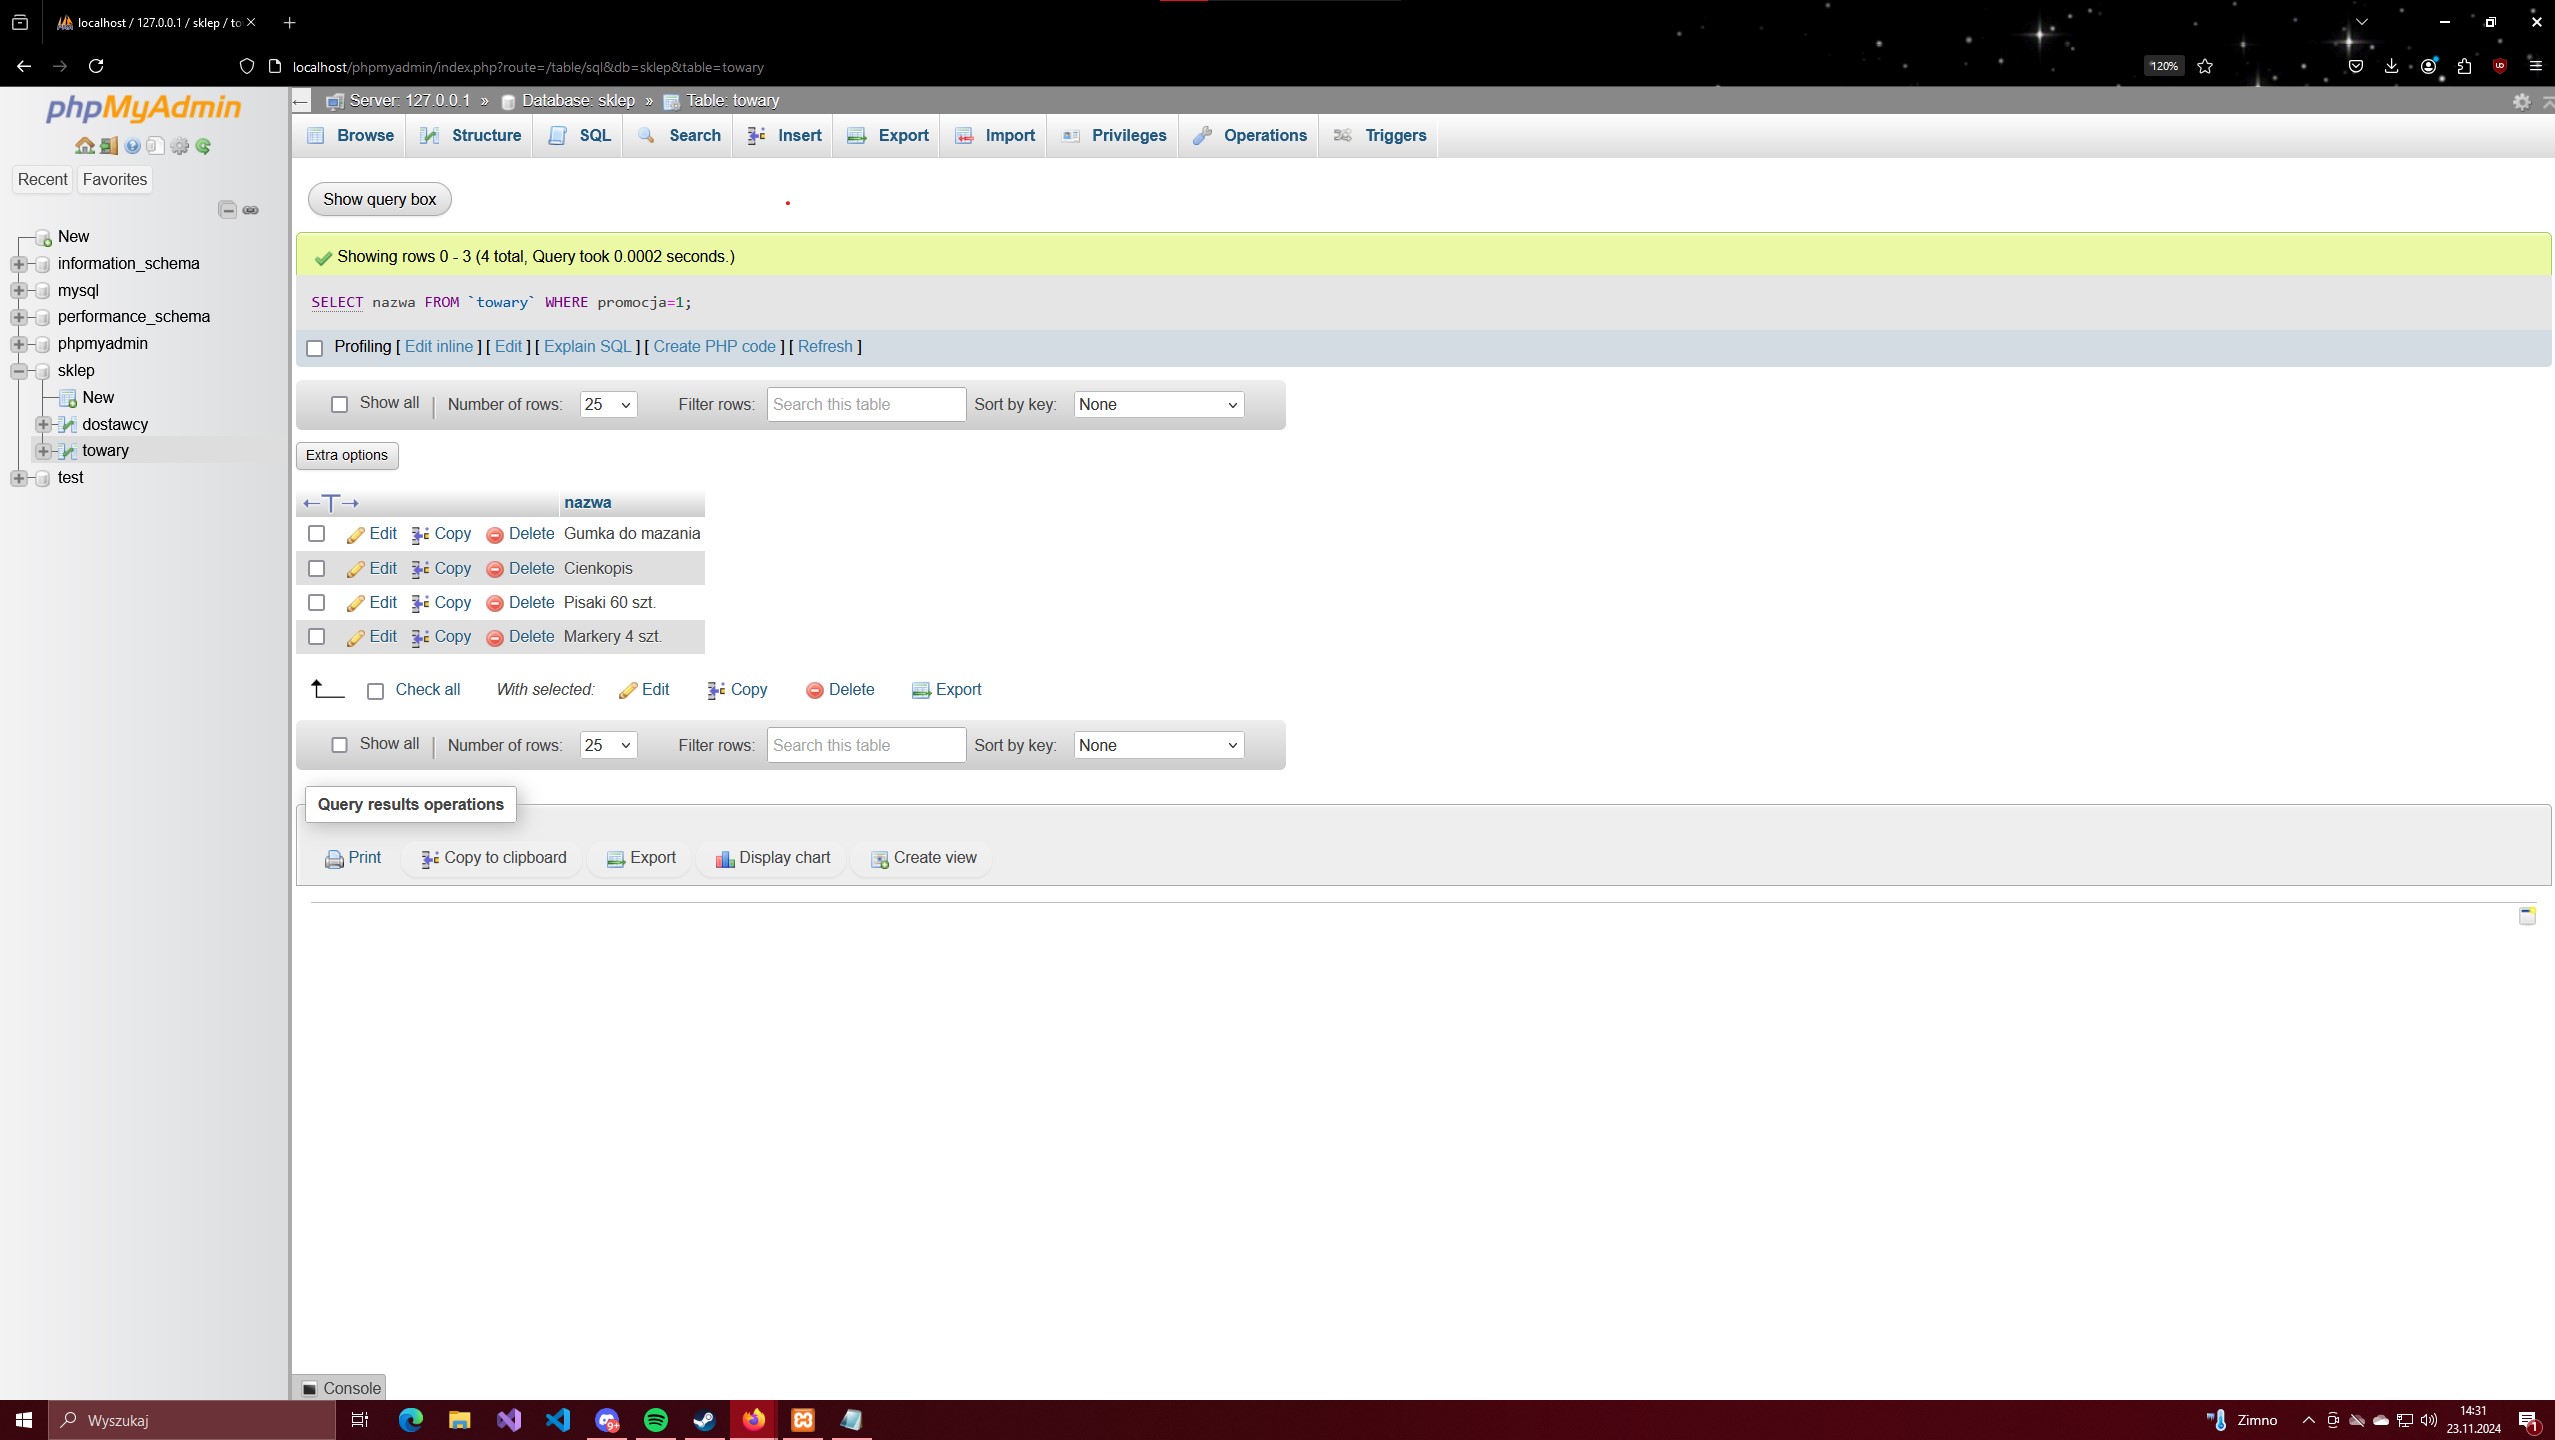 localhost / 127.0.0.1 / sklep / to
localhost/phpmyadmin/index.php?route=/table/sql&db=sklep&table=towary
120%
phpMyAdmin
Recent Favorites
New
information_schema
mysql
performance_schema
phpmyadmin
sklep
New
dostawcy
towary
test
Server: 127.0.0.1 » Database: sklep » Table: towary
Browse Structure SQL Search Insert Export Import Privileges Operations Triggers
Show query box
Showing rows 0 - 3 (4 total, Query took 0.0002 seconds.)
SELECT nazwa FROM `towary` WHERE promocja=1;
Profiling [ Edit inline ] [ Edit ] [ Explain SQL ] [ Create PHP code ] [ Refresh ]
Show all | Number of rows: 25 Filter rows: Search this table Sort by key: None
Extra options
←T→ nazwa
Edit Copy Delete Gumka do mazania
Edit Copy Delete Cienkopis
Edit Copy Delete Pisaki 60 szt.
Edit Copy Delete Markery 4 szt.
Check all With selected: Edit Copy Delete Export
Show all | Number of rows: 25 Filter rows: Search this table Sort by key: None
Query results operations
Print Copy to clipboard Export Display chart Create view
Console
Wyszukaj
9+
Zimno
14:31
23.11.2024
1